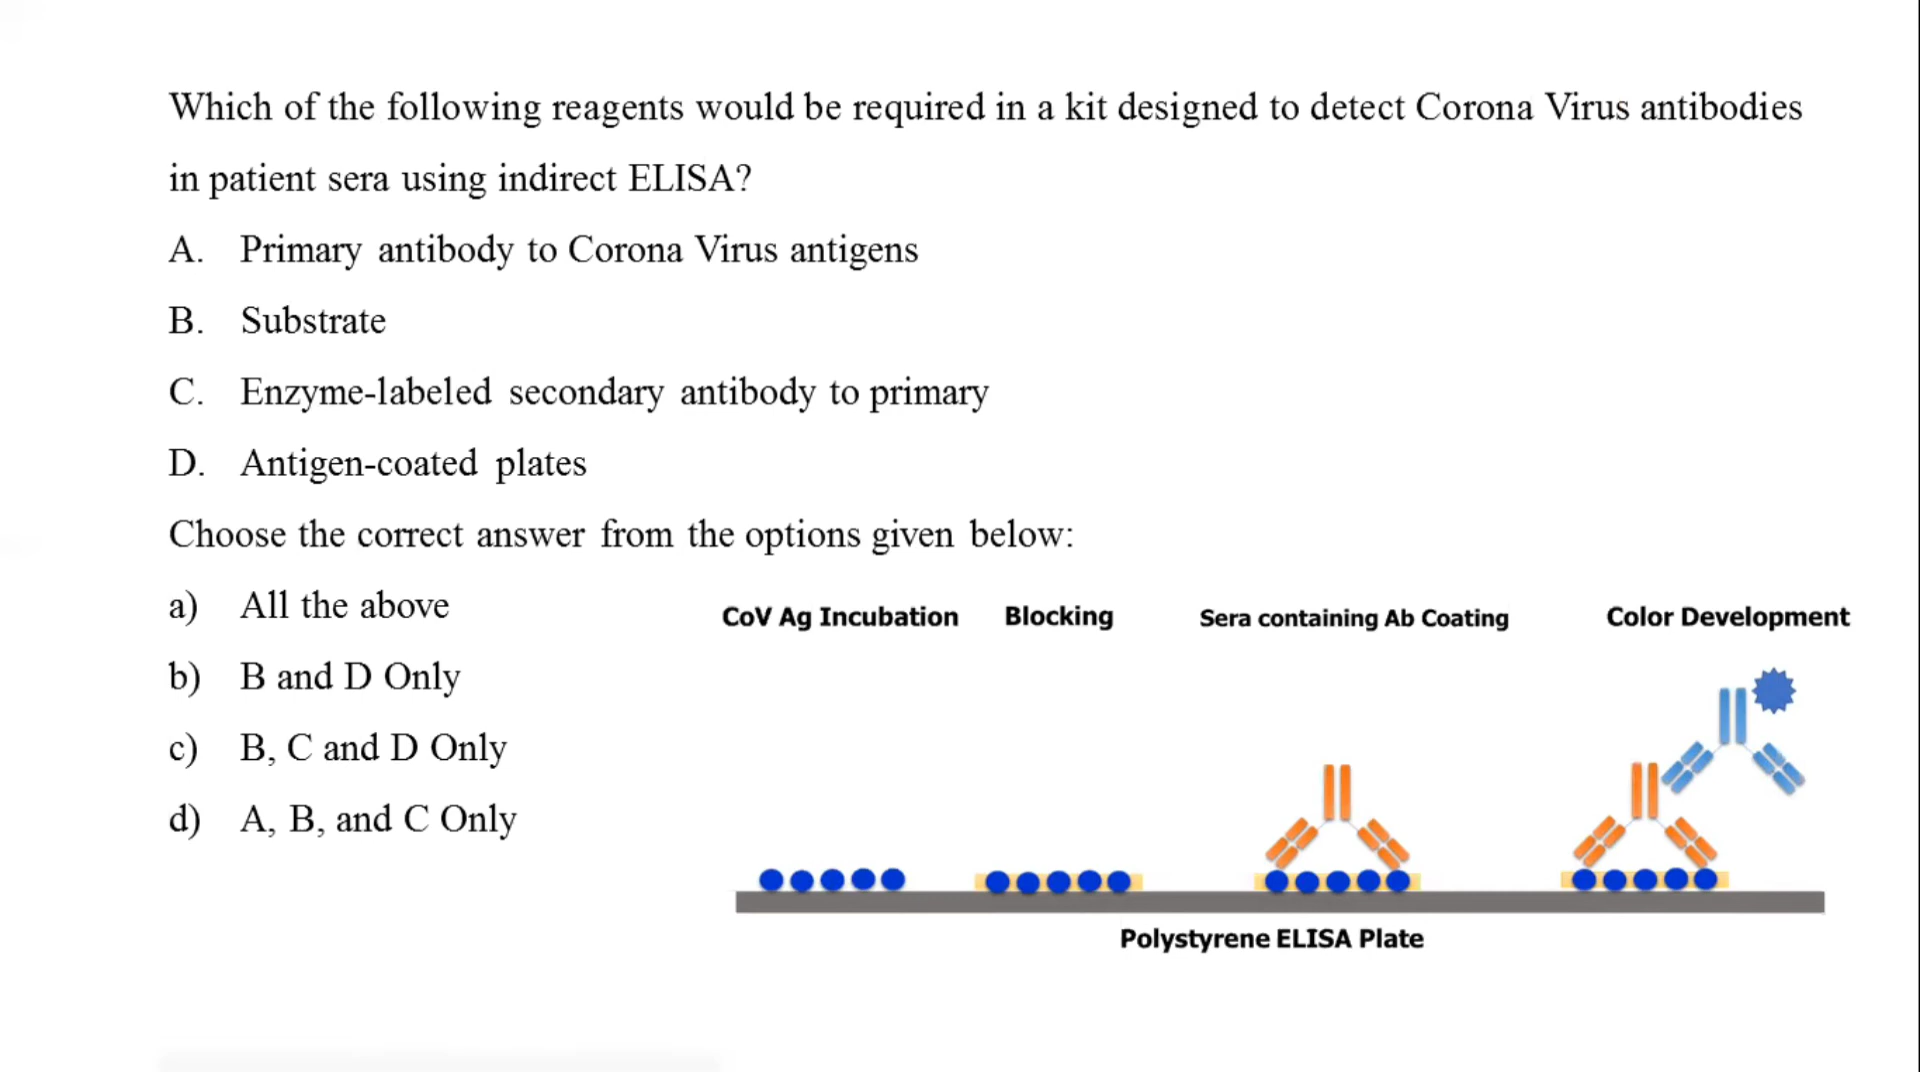 Which of the following reagents would be required in a kit designed to detect Corona Virus antibodies
in patient sera using indirect ELISA?
A. Primary antibody to Corona Virus antigens
B. Substrate
C. Enzyme-labeled secondary antibody to primary
D. Antigen-coated plates
Choose the correct answer from the options given below:
a) All the above
b) B and D Only
c) B, C and D Only
d) A, B, and C Only
CoV Ag Incubation
Blocking
Sera containing Ab Coating
Color Development
Polystyrene ELISA Plate